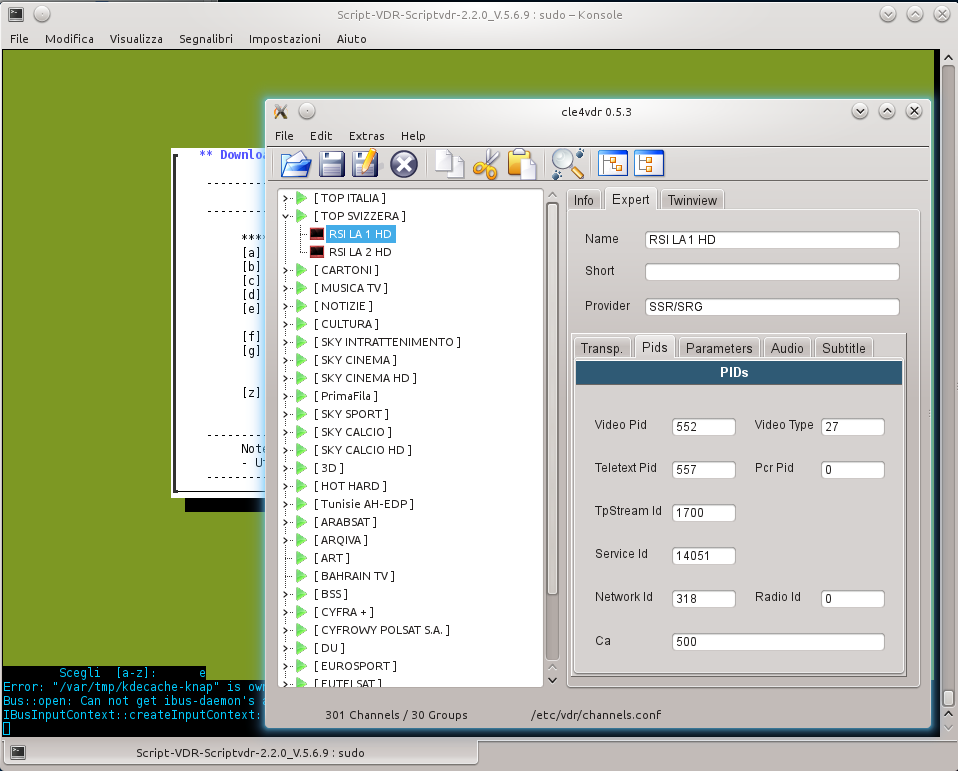 Script-VDR-Scriptvdr-2.2.0_V.5.6.9 : sudo – Konsole
File Modifica Visualizza Segnalibri Impostazioni Aiuto
** Downlo
****
[a]
[b]
[c]
[d]
[e]
[f]
[g]
[z]
Note
Scegli [a-z]: e
Error: "/var/tmp/kdecache-knap" is own
Bus::open: Can not get ibus-daemon's a
IBusInputContext::createInputContext:
cle4vdr 0.5.3
File Edit Extras Help
[ TOP ITALIA ]
[ TOP SVIZZERA ]
RSI LA 1 HD
RSI LA 2 HD
[ CARTONI ]
[ MUSICA TV ]
[ NOTIZIE ]
[ CULTURA ]
[ SKY INTRATTENIMENTO ]
[ SKY CINEMA ]
[ SKY CINEMA HD ]
[ PrimaFila ]
[ SKY SPORT ]
[ SKY CALCIO ]
[ SKY CALCIO HD ]
[ 3D ]
[ HOT HARD ]
[ Tunisie AH-EDP ]
[ ARABSAT ]
[ ARQIVA ]
[ ART ]
[ BAHRAIN TV ]
[ BSS ]
[ CYFRA + ]
[ CYFROWY POLSAT S.A. ]
[ DU ]
[ EUROSPORT ]
[ EUTELSAT ]
Info Expert Twinview
Name RSI LA 1 HD
Short
Provider SSR/SRG
Transp. Pids Parameters Audio Subtitle
PIDs
Video Pid 552 Video Type 27
Teletext Pid 557 Pcr Pid 0
TpStream Id 1700
Service Id 14051
Network Id 318 Radio Id 0
Ca 500
301 Channels / 30 Groups /etc/vdr/channels.conf
Script-VDR-Scriptvdr-2.2.0_V.5.6.9 : sudo